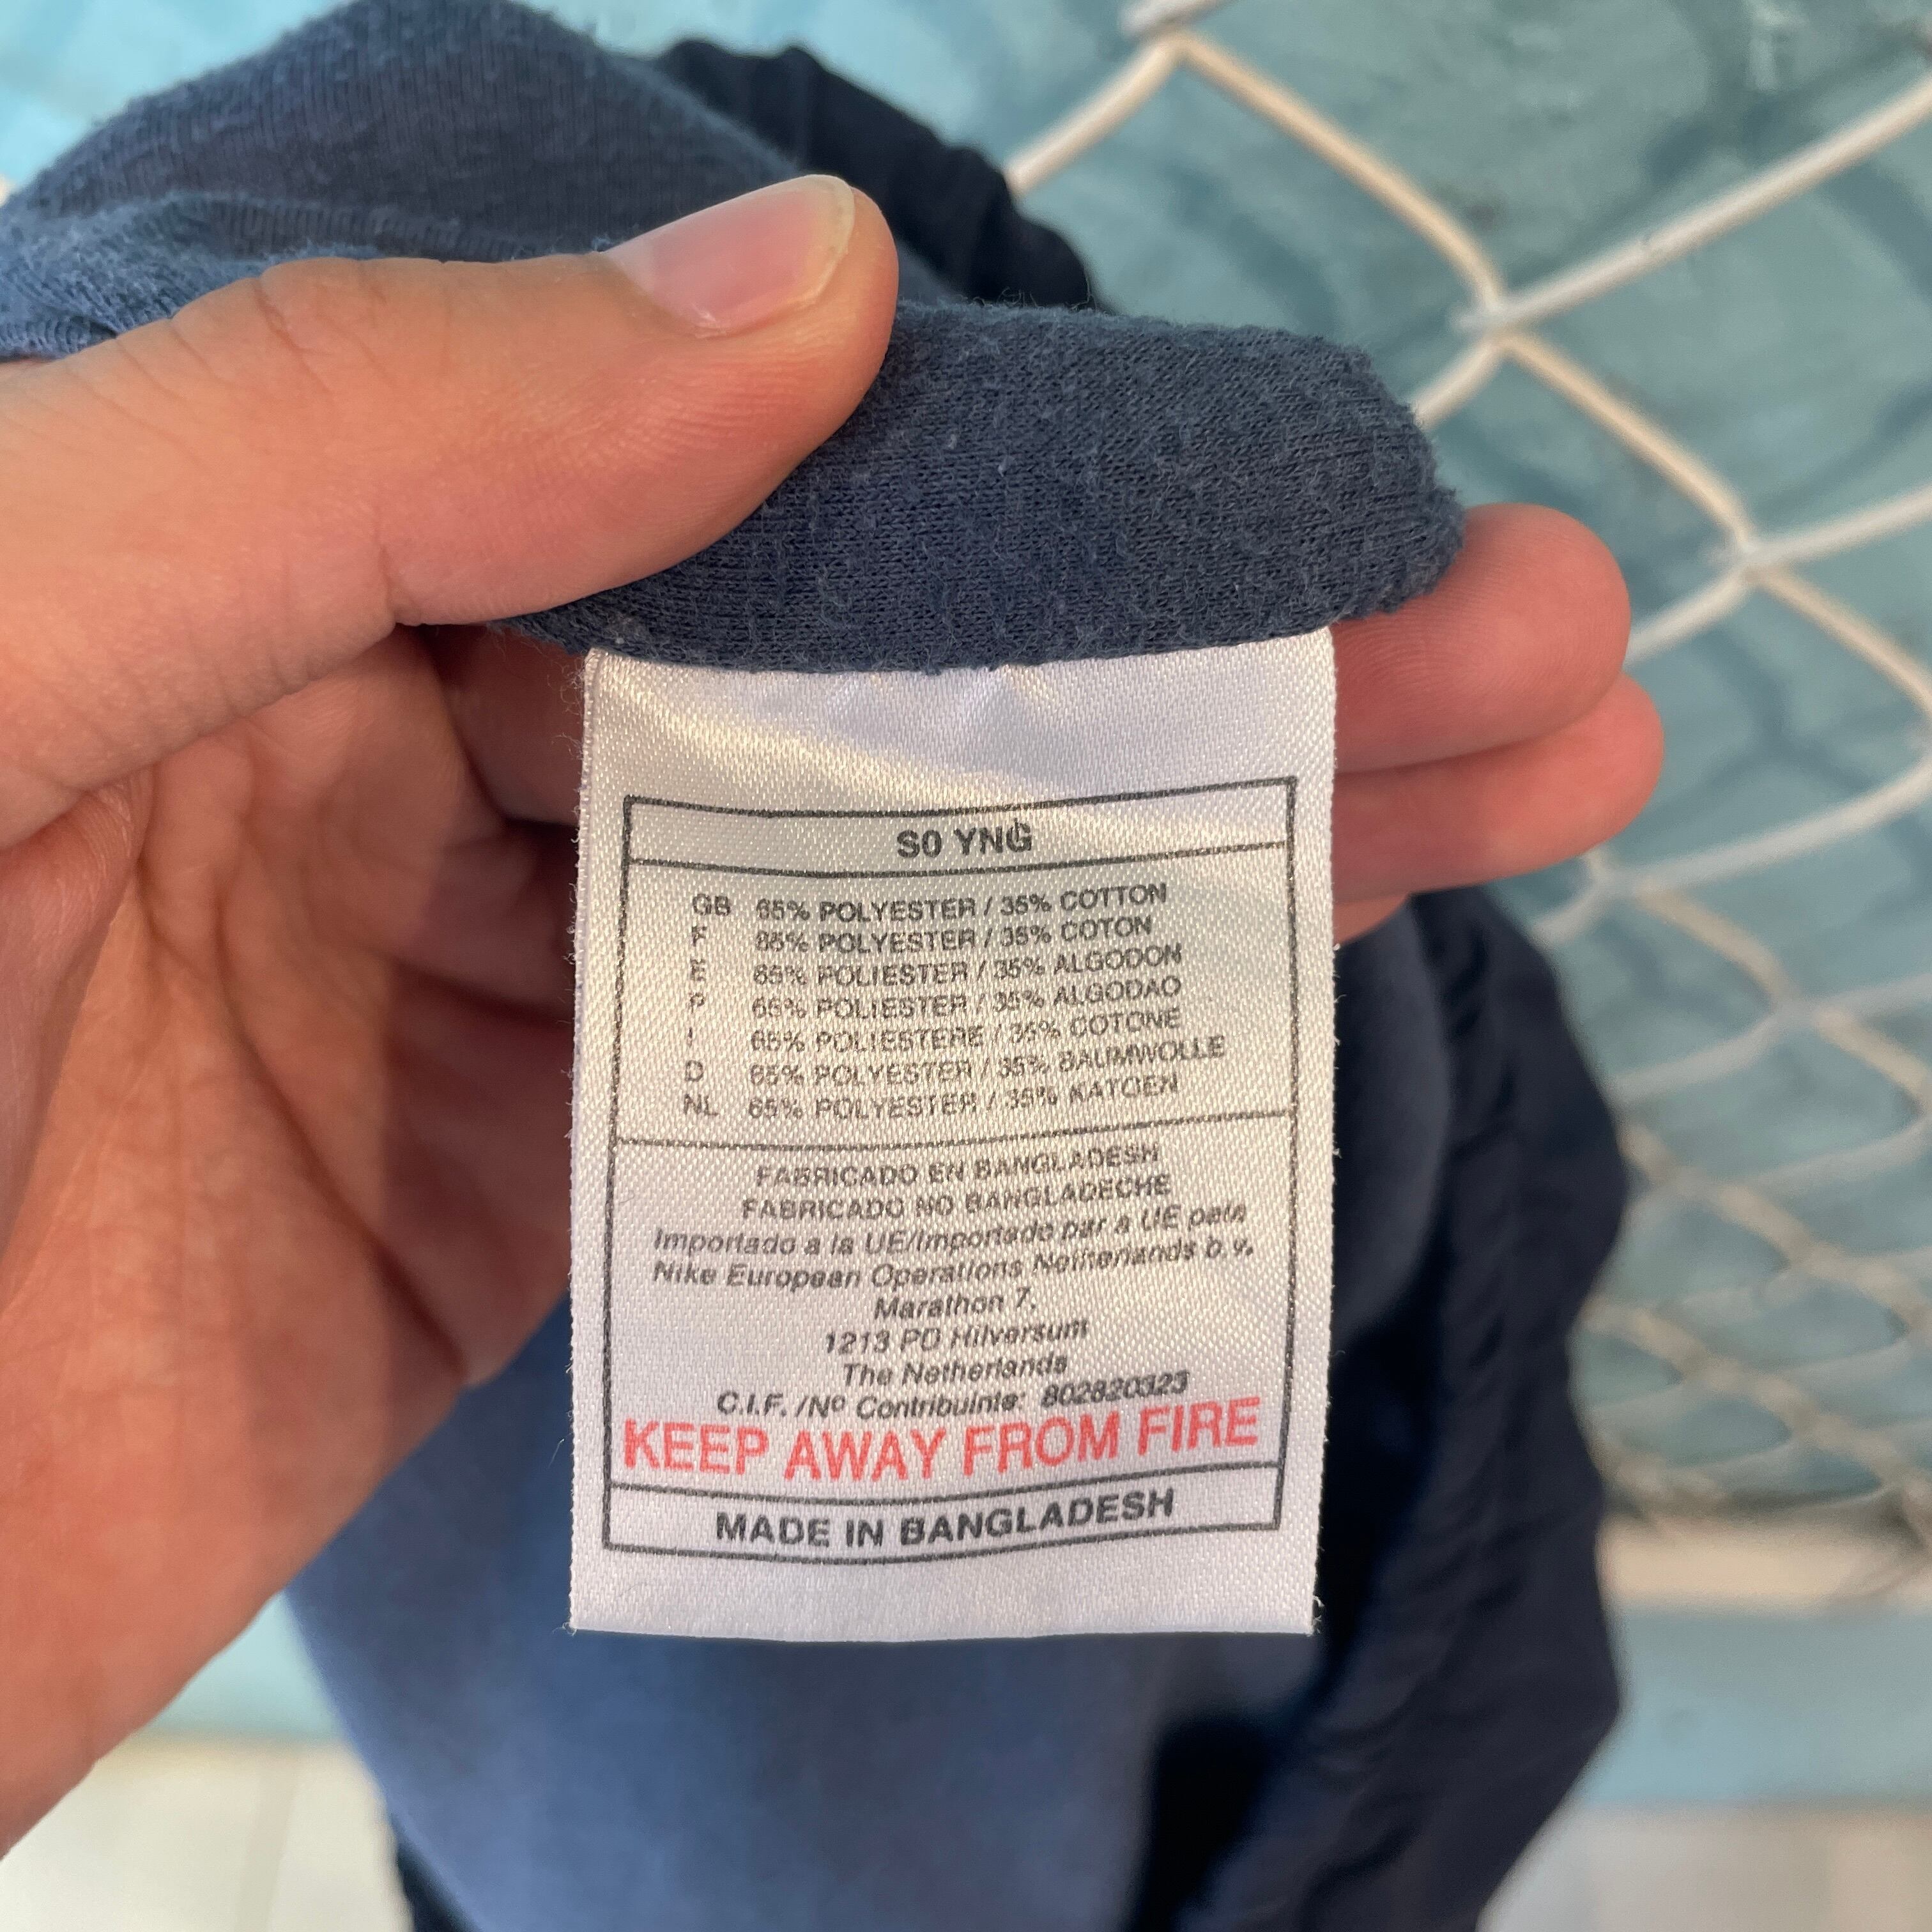 S0 YNG
GB 65% POLYESTER / 35% COTTON
F 65% POLYESTER / 35% COTON
E 65% POLIESTER / 35% ALGODON
P 65% POLIESTER / 35% ALGODAO
I 65% POLIESTERE / 35% COTONE
D 65% POLYESTER / 35% BAUMWOLLE
NL 65% POLYESTER / 35% KATOEN
FABRICADO EN BANGLADESH
FABRICADO NO BANGLADECHE
Importado a la UE/Importado par a UE pela
Nike European Operations Netherlands b.v.
Marathon 7,
1213 PD Hilversum
The Netherlands
C.I.F. /Nº Contribuinte: 802820323
KEEP AWAY FROM FIRE
MADE IN BANGLADESH